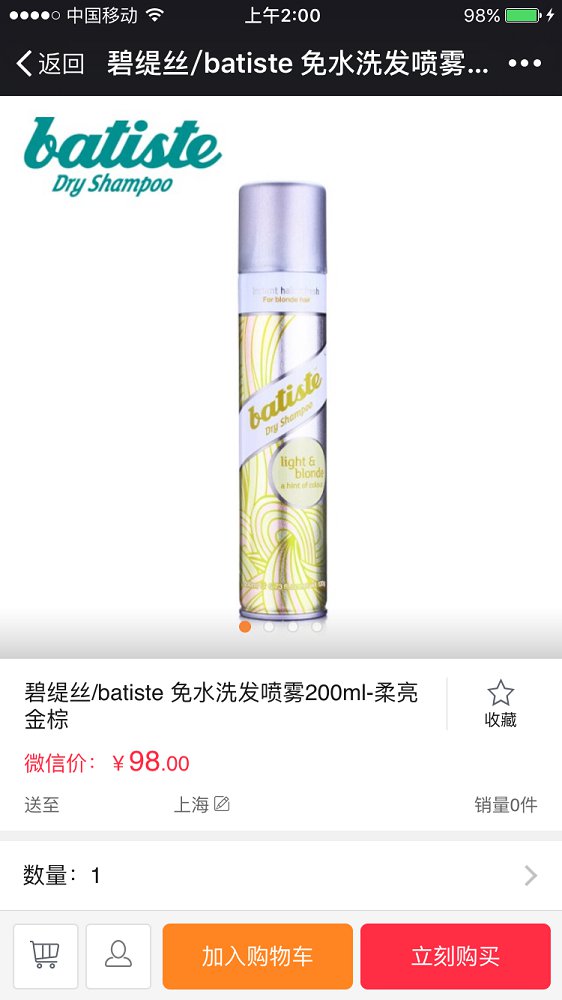 中国移动
上午2:00
98%
返回
碧缇丝/batiste 免水洗发喷雾...
batiste
Dry Shampoo
For blonde hair
batiste
Dry Shampoo
light &
blonde
a hint of colour
碧缇丝/batiste 免水洗发喷雾200ml-柔亮
金棕
收藏
微信价：￥98.00
送至
上海
销量0件
数量：1
加入购物车
立刻购买